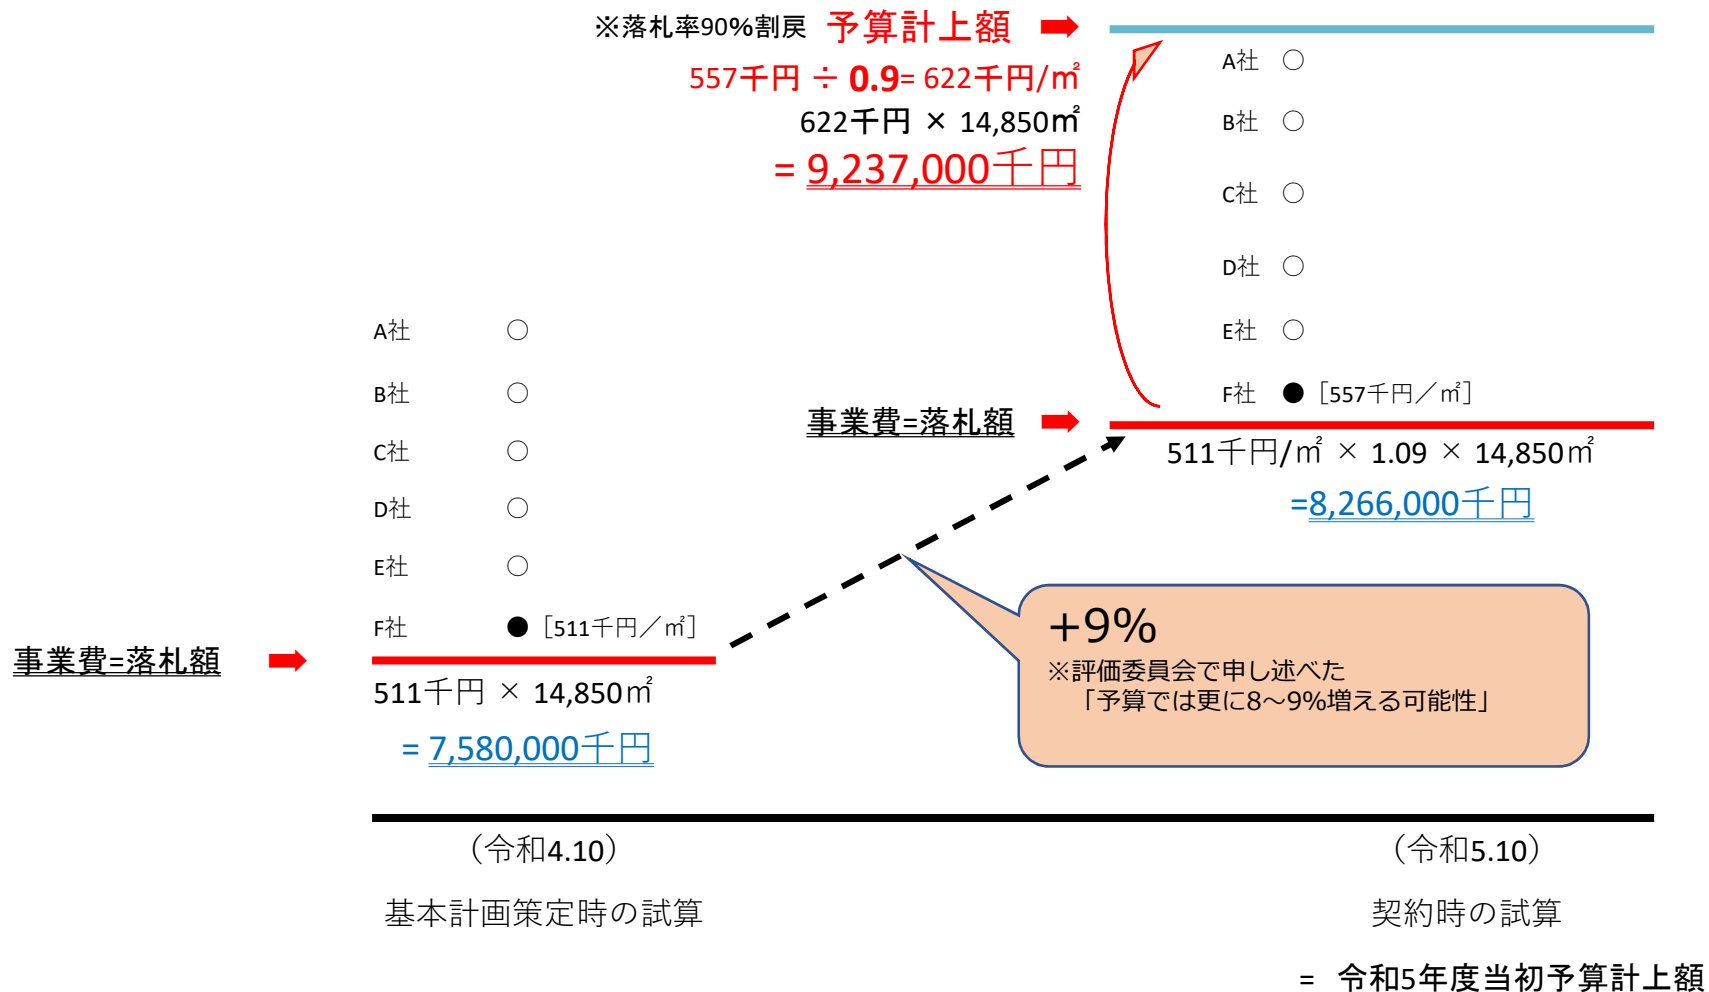 ※落札率90%割戻 予算計上額
557千円 ÷ 0.9= 622千円/㎡
622千円 × 14,850㎡
= 9,237,000千円
A社 ○
B社 ○
C社 ○
D社 ○
E社 ○
F社 ● [557千円／㎡]
事業費=落札額
511千円/㎡ × 1.09 × 14,850㎡
=8,266,000千円
A社 ○
B社 ○
C社 ○
D社 ○
E社 ○
F社 ● [511千円／㎡]
事業費=落札額
511千円 × 14,850㎡
= 7,580,000千円
+9%
※評価委員会で申し述べた
「予算では更に8～9%増える可能性」
（令和4.10）
基本計画策定時の試算
（令和5.10）
契約時の試算
= 令和5年度当初予算計上額